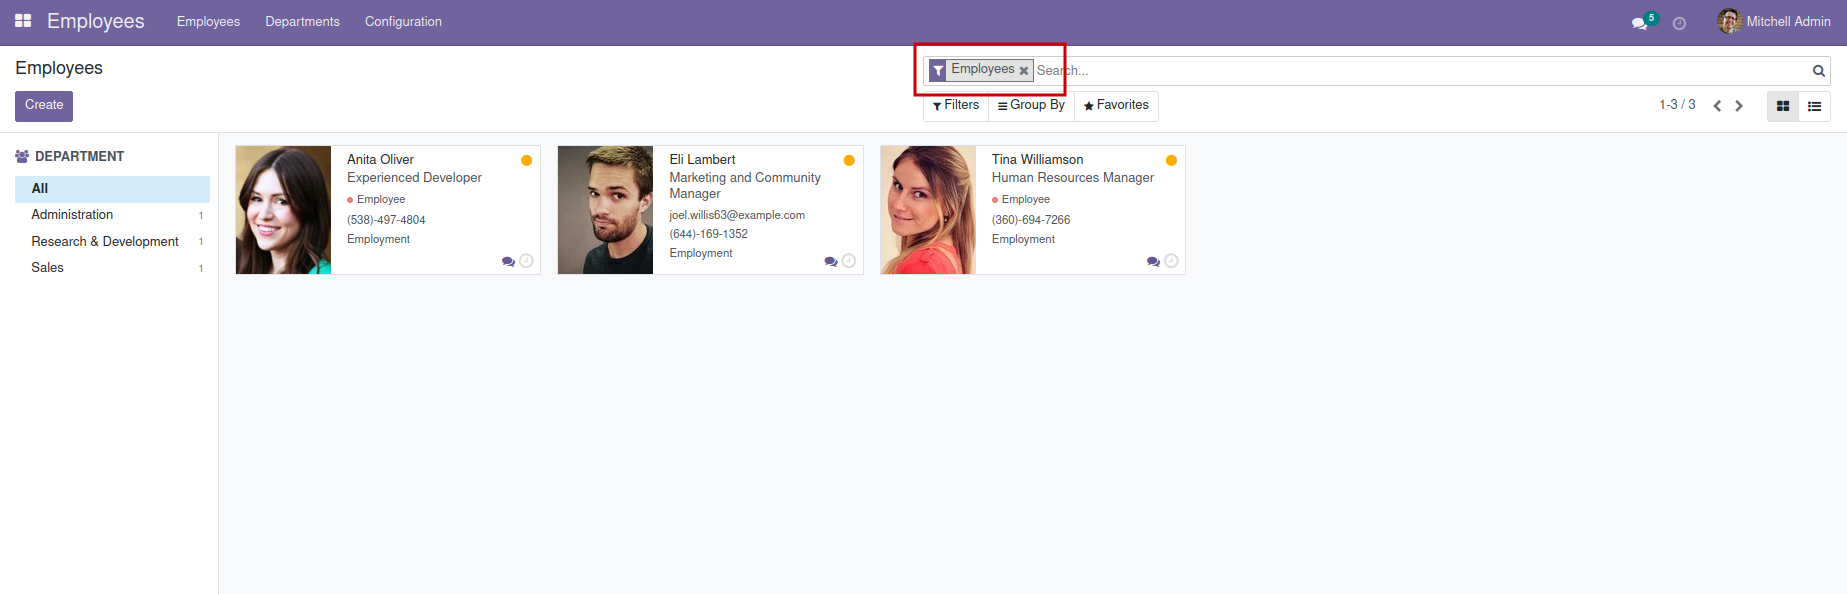 Employees Employees Departments Configuration 5 Mitchell Admin
Employees
Employees Search...
Create
Filters Group By Favorites 1-3 / 3
DEPARTMENT
All
Administration 1
Research & Development 1
Sales 1
Anita Oliver
Experienced Developer
Employee
(538)-497-4804
Employment
Eli Lambert
Marketing and Community
Manager
joel.willis63@example.com
(644)-169-1352
Employment
Tina Williamson
Human Resources Manager
Employee
(360)-694-7266
Employment